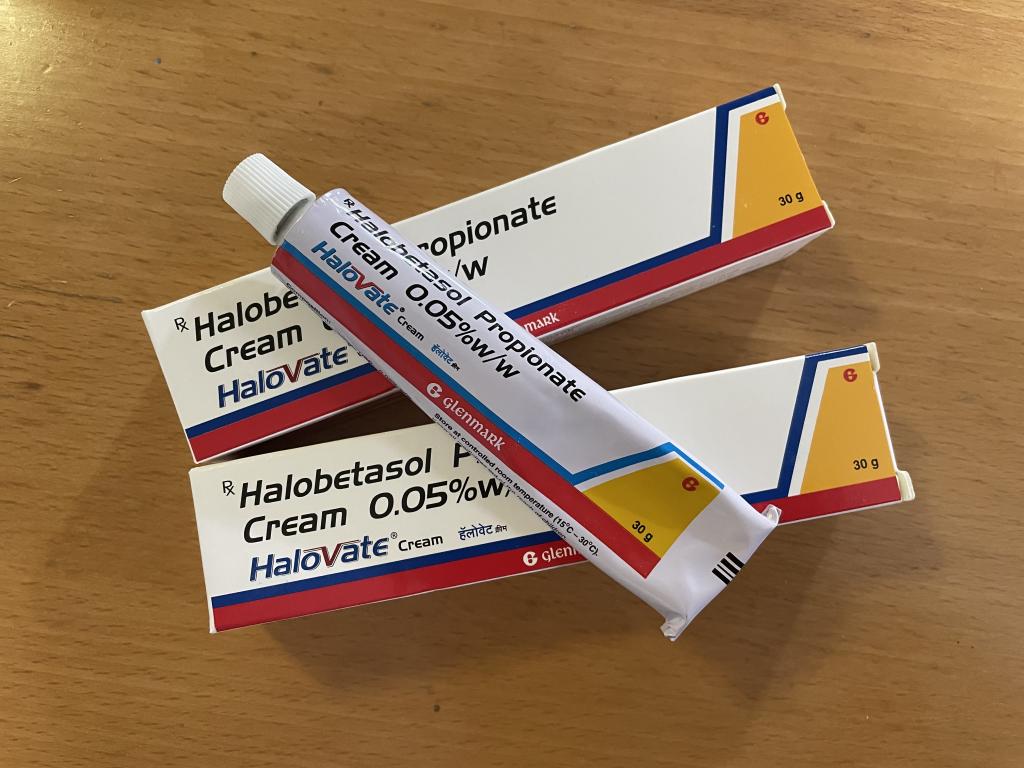 ℞ Halobetasol Propionate
Cream 0.05%w/w
HaloVate® Cream हॅलोवेट क्रीम
G GLENMARK
Store at controlled room temperature (15°C – 30°C).
G
30 g
℞ Halobe ropionate
Cream /w
HaloVate
glenmark
G
30 g
℞ Halobetasol P
Cream 0.05%w/
HaloVate® Cream हॅलोवेट क्रीम
G glenm
G
30 g